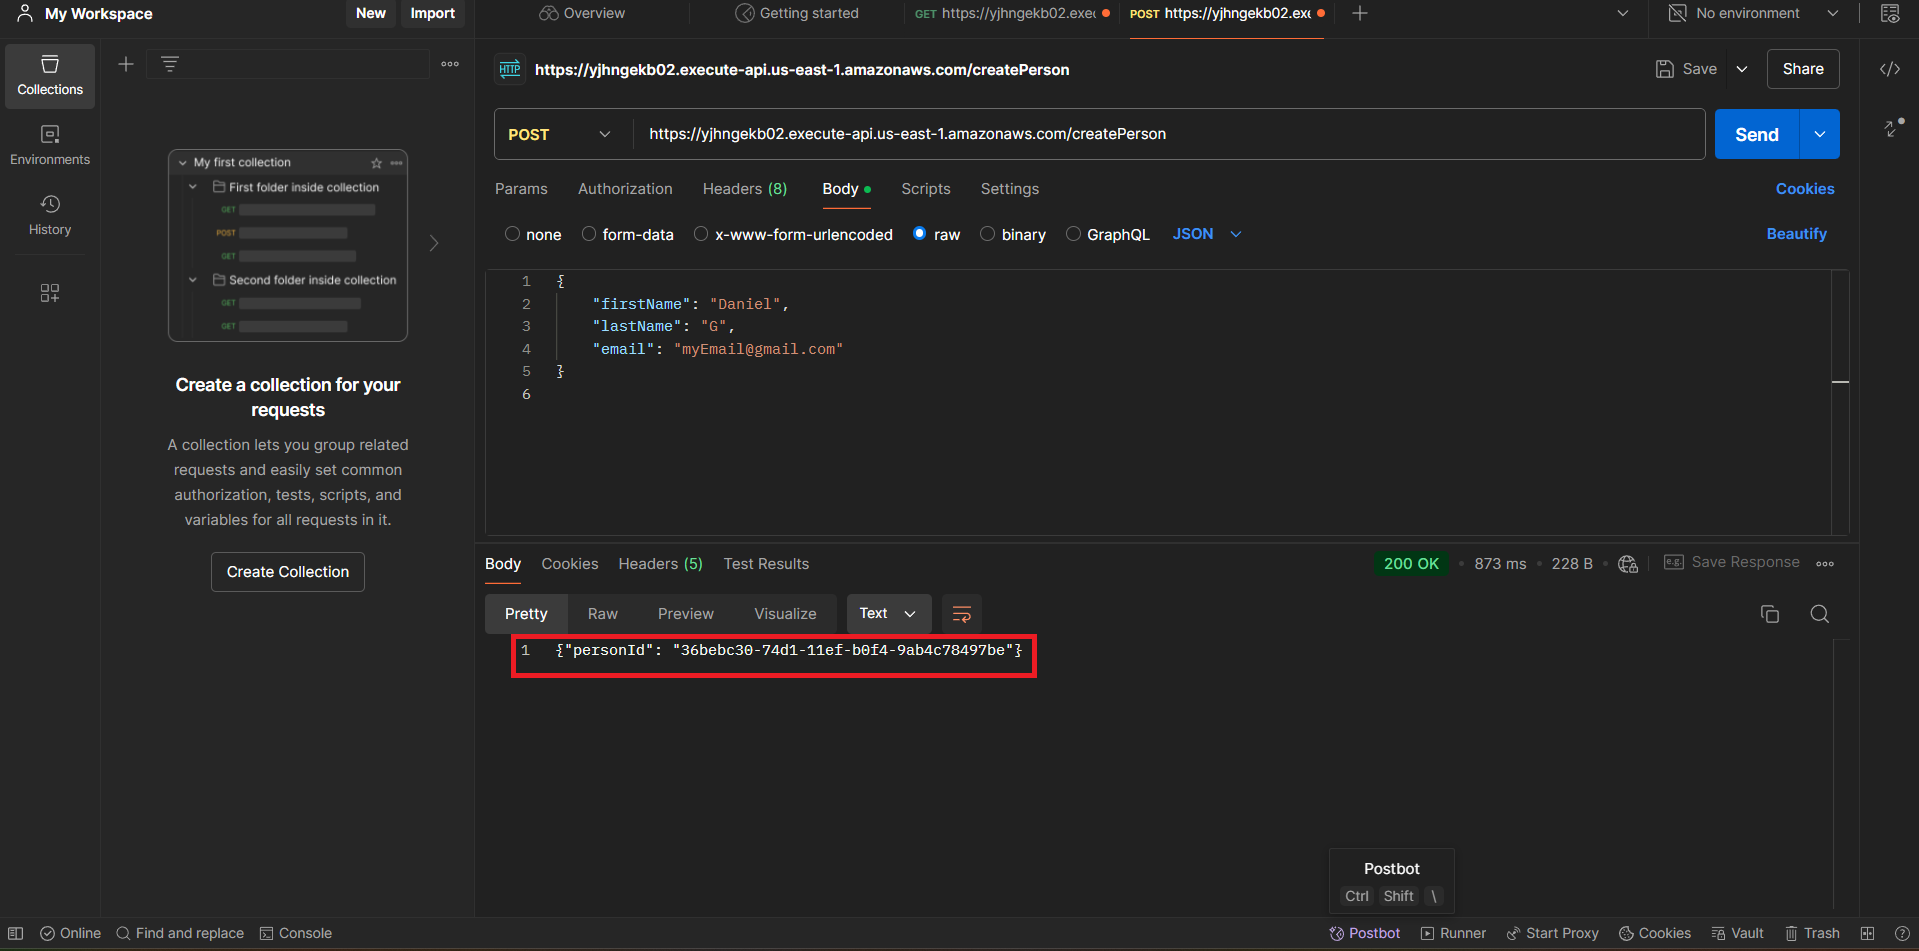 My Workspace
New
Import
Overview
Getting started
GET https://yjhngekb02.exec
POST https://yjhngekb02.exe
No environment
Collections
Environments
History
My first collection
First folder inside collection
GET
POST
GET
Second folder inside collection
GET
GET
Create a collection for your
requests
A collection lets you group related
requests and easily set common
authorization, tests, scripts, and
variables for all requests in it.
Create Collection
HTTP https://yjhngekb02.execute-api.us-east-1.amazonaws.com/createPerson
Save
Share
POST
https://yjhngekb02.execute-api.us-east-1.amazonaws.com/createPerson
Send
Params Authorization Headers (8) Body Scripts Settings
Cookies
none form-data x-www-form-urlencoded raw binary GraphQL JSON
Beautify
1 {
2 "firstName": "Daniel",
3 "lastName": "G",
4 "email": "myEmail@gmail.com"
5 }
6
Body Cookies Headers (5) Test Results
200 OK • 873 ms • 228 B
e.g. Save Response
Pretty Raw Preview Visualize Text
1 {"personId": "36bebc30-74d1-11ef-b0f4-9ab4c78497be"}
Postbot
Ctrl Shift \
Online Find and replace Console
Postbot Runner Start Proxy Cookies Vault Trash